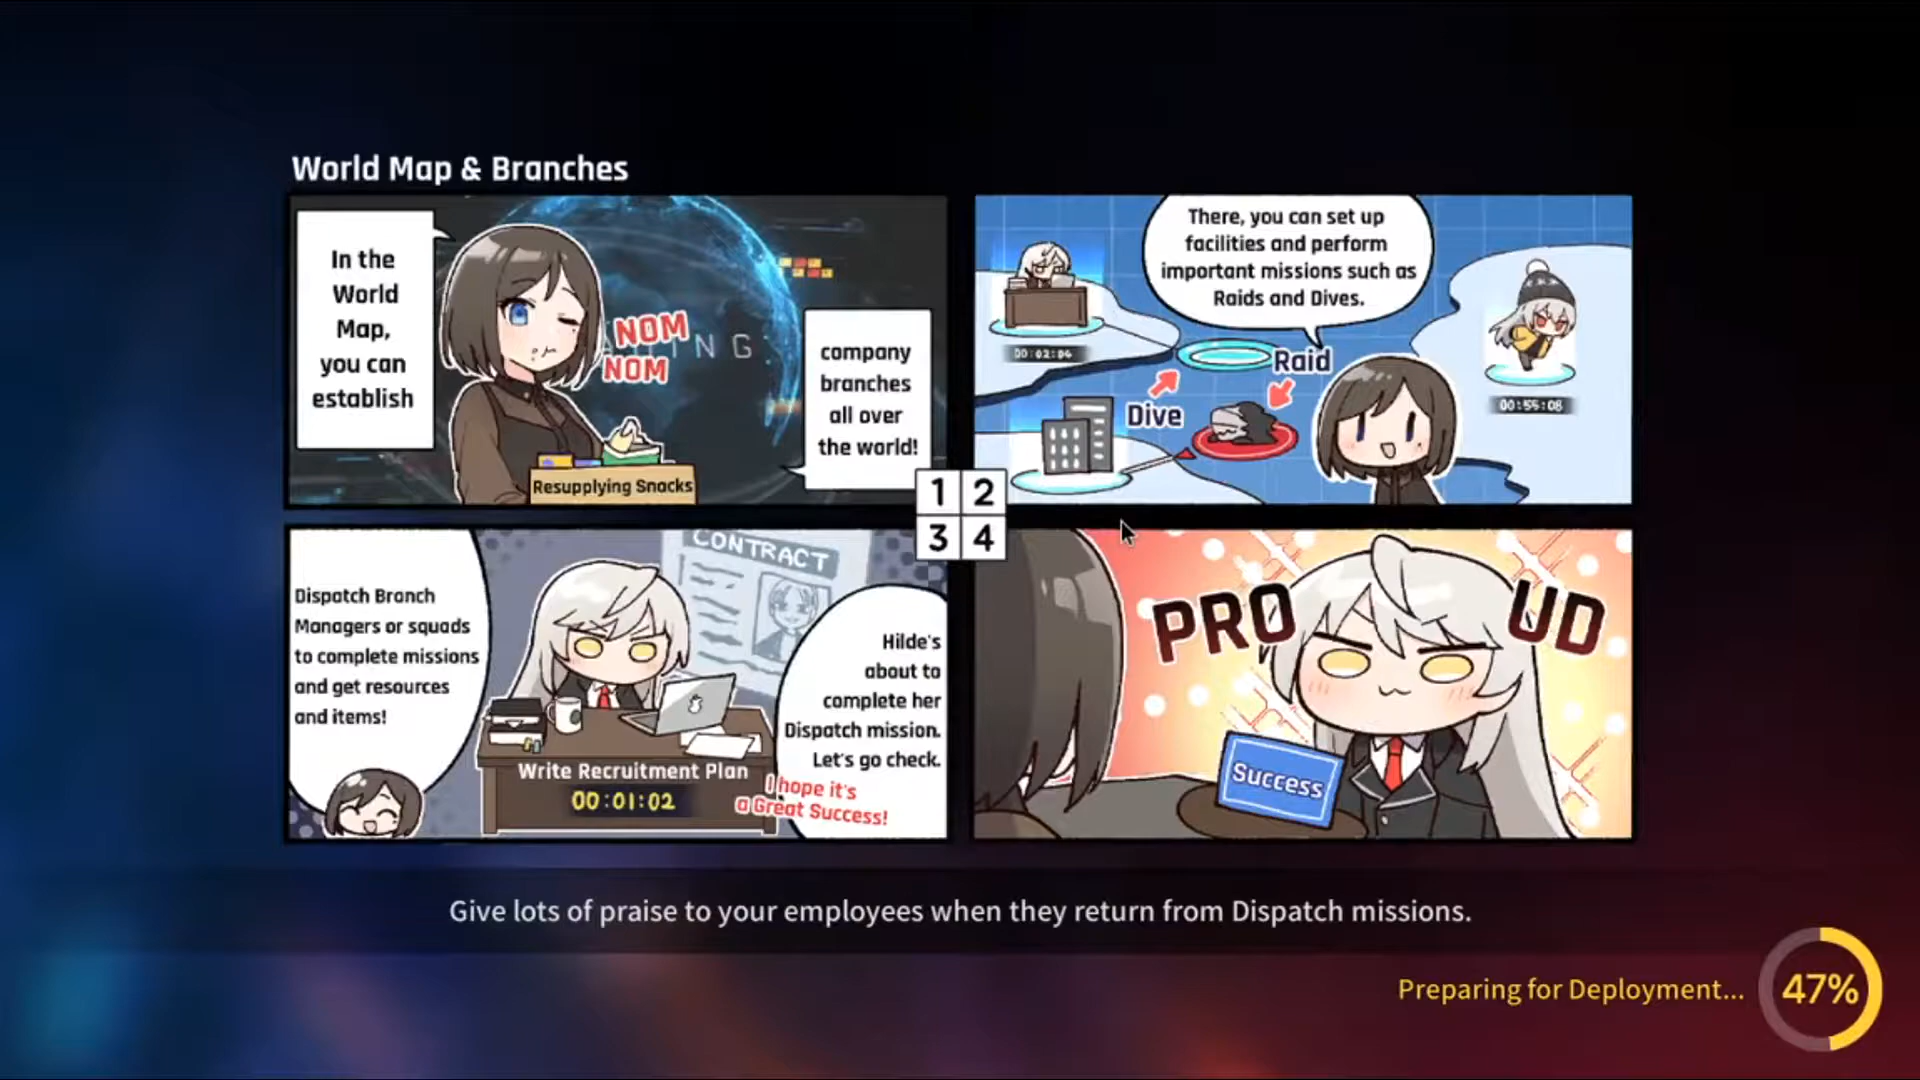 World Map & Branches
In the
World
Map,
you can
establish
NOM
NOM
company
branches
all over
the world!
Resupplying Snacks
There, you can set up
facilities and perform
important missions such as
Raids and Dives.
00:02:04
Raid
Dive
00:55:08
1 2
3 4
Dispatch Branch
Managers or squads
to complete missions
and get resources
and items!
CONTRACT
Hilde's
about to
complete her
Dispatch mission.
Let's go check.
Write Recruitment Plan
00:01:02
I hope it's
a Great Success!
PROUD
Success
Give lots of praise to your employees when they return from Dispatch missions.
Preparing for Deployment...
47%